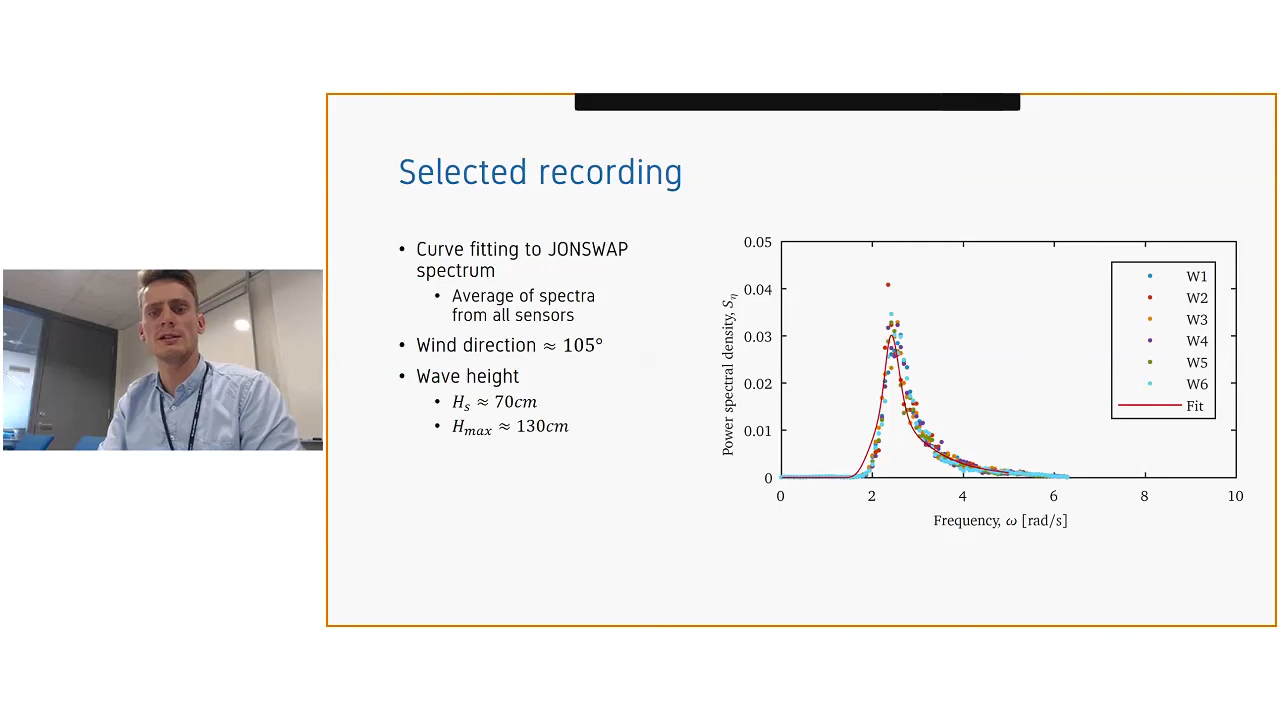 Selected recording
• Curve fitting to JONSWAP
spectrum
• Average of spectra
from all sensors
• Wind direction ≈ 105°
• Wave height
• Hₛ ≈ 70cm
• Hₘₐₓ ≈ 130cm
Power spectral density, S_η
0.05
0.04
0.03
0.02
0.01
0
0 2 4 6 8 10
Frequency, ω [rad/s]
W1
W2
W3
W4
W5
W6
Fit